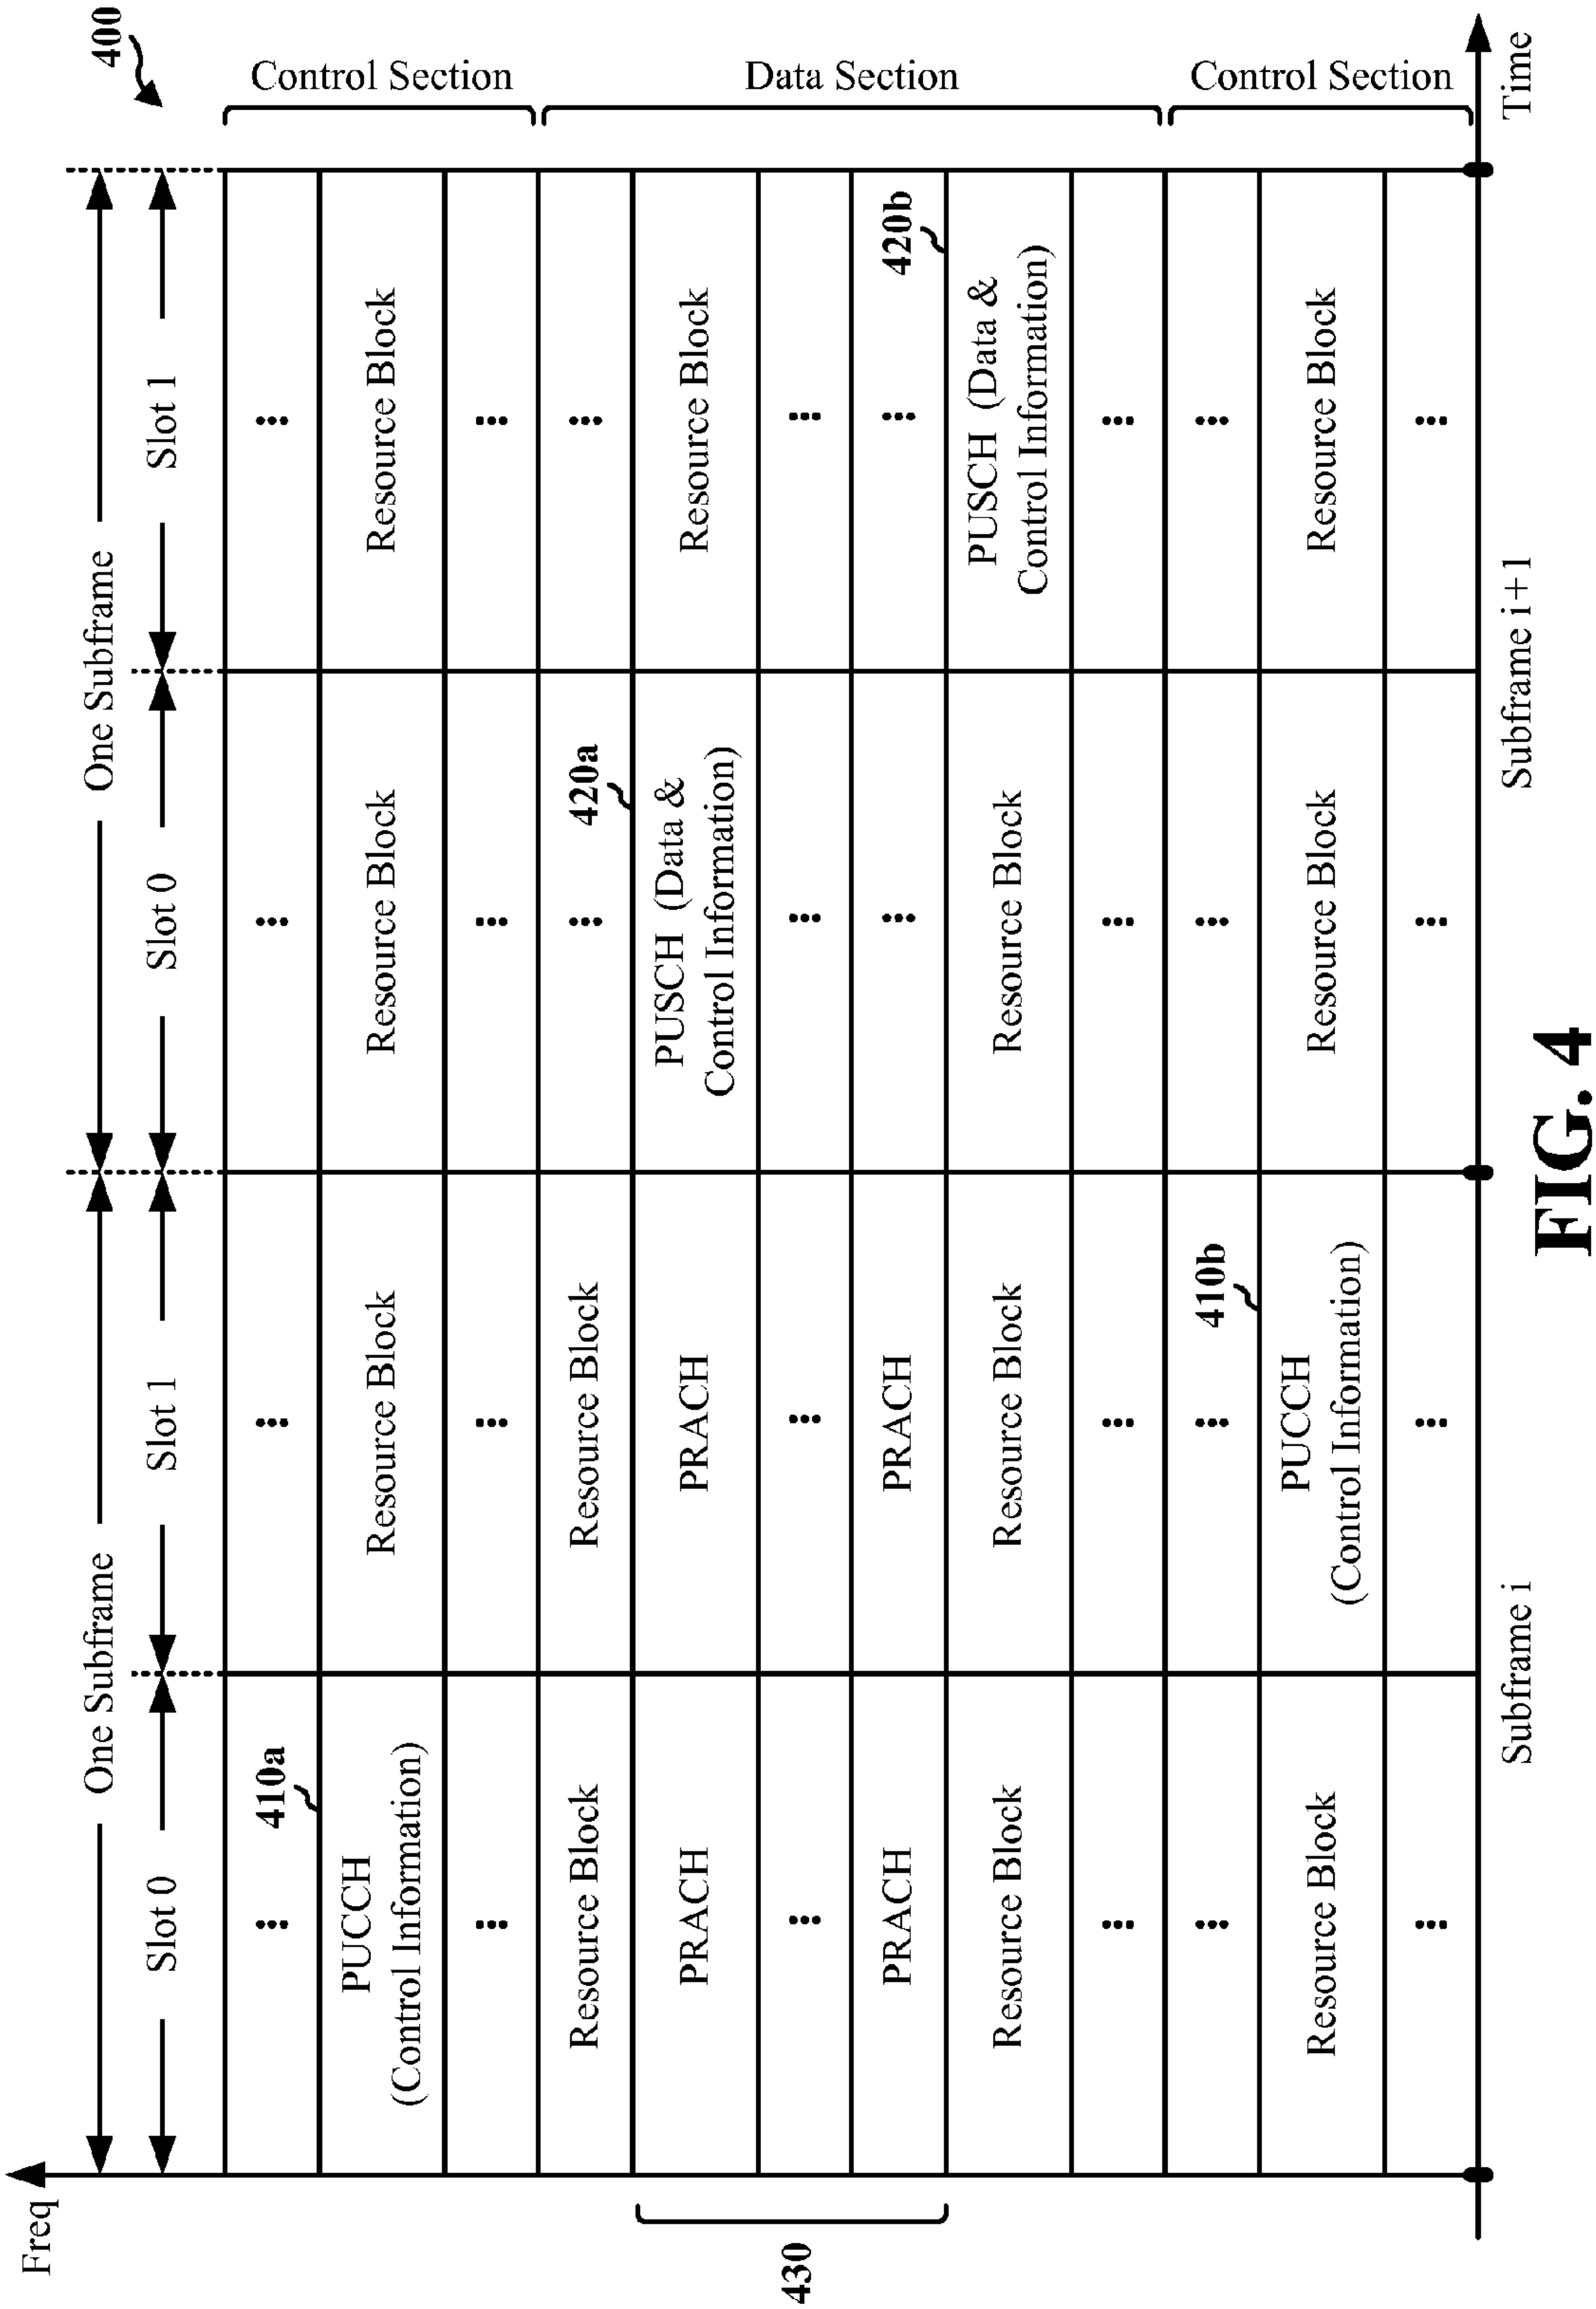 Freq
One Subframe
One Subframe
400
Slot 0
Slot 1
Slot 0
Slot 1
410a
PUCCH
(Control Information)
Resource Block
Resource Block
Resource Block
Control Section
Resource Block
Resource Block
420a
430
PRACH
PRACH
PUSCH (Data &
Control Information)
Resource Block
Data Section
PRACH
PRACH
420b
Resource Block
Resource Block
Resource Block
PUSCH (Data &
Control Information)
410b
Resource Block
PUCCH
(Control Information)
Resource Block
Resource Block
Control Section
Subframe i
Subframe i+1
Time
FIG. 4